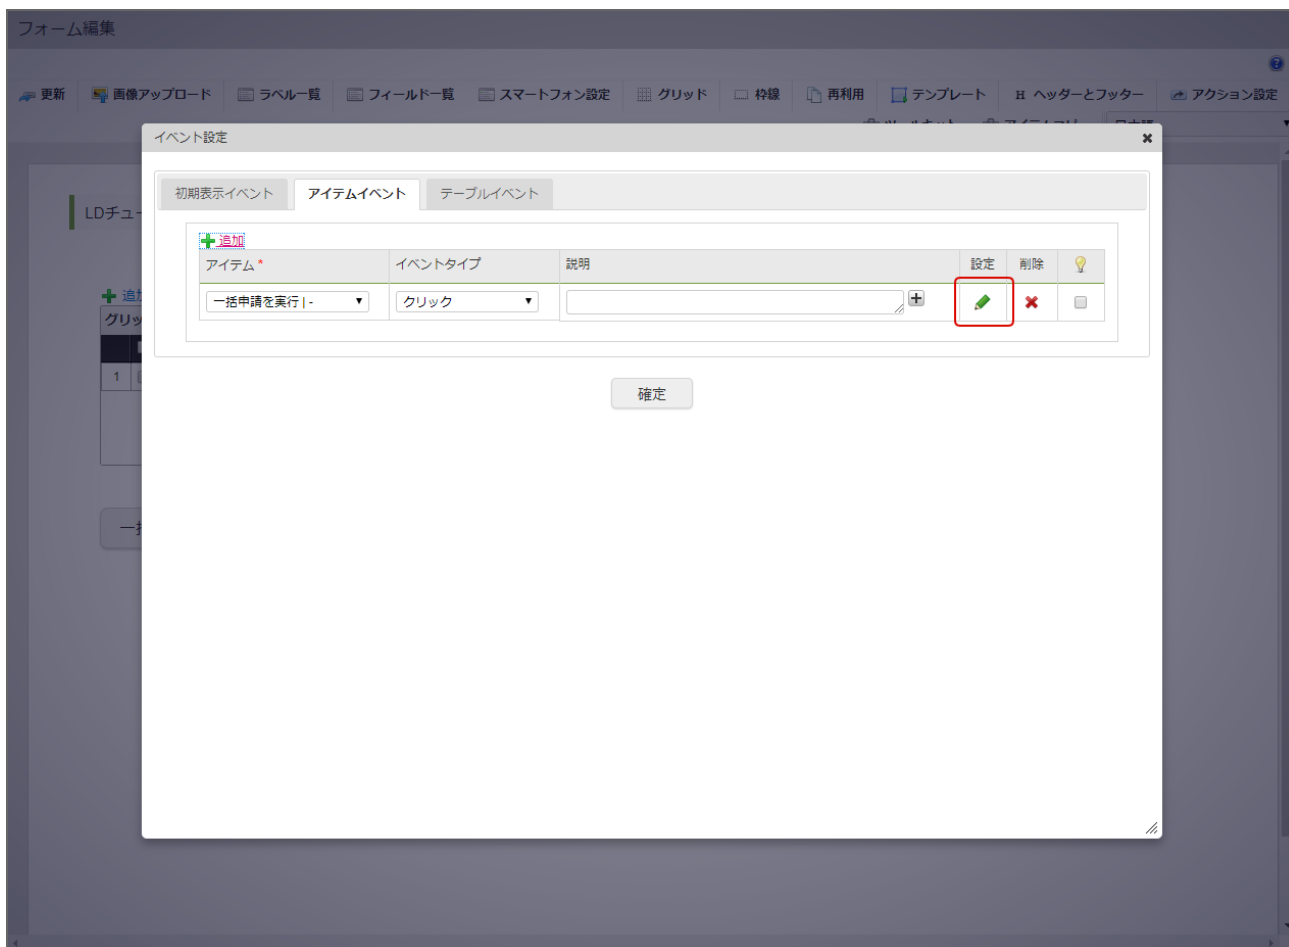 フォーム編集
更新 画像アップロード ラベル一覧 フィールド一覧 スマートフォン設定 グリッド 枠線 再利用 テンプレート H ヘッダーとフッター アクション設定
イベント設定
初期表示イベント アイテムイベント テーブルイベント
LDチュー
追加
アイテム * イベントタイプ 説明 設定 削除
一括申請を実行 | - クリック
追加
グリッ
1
確定
一括